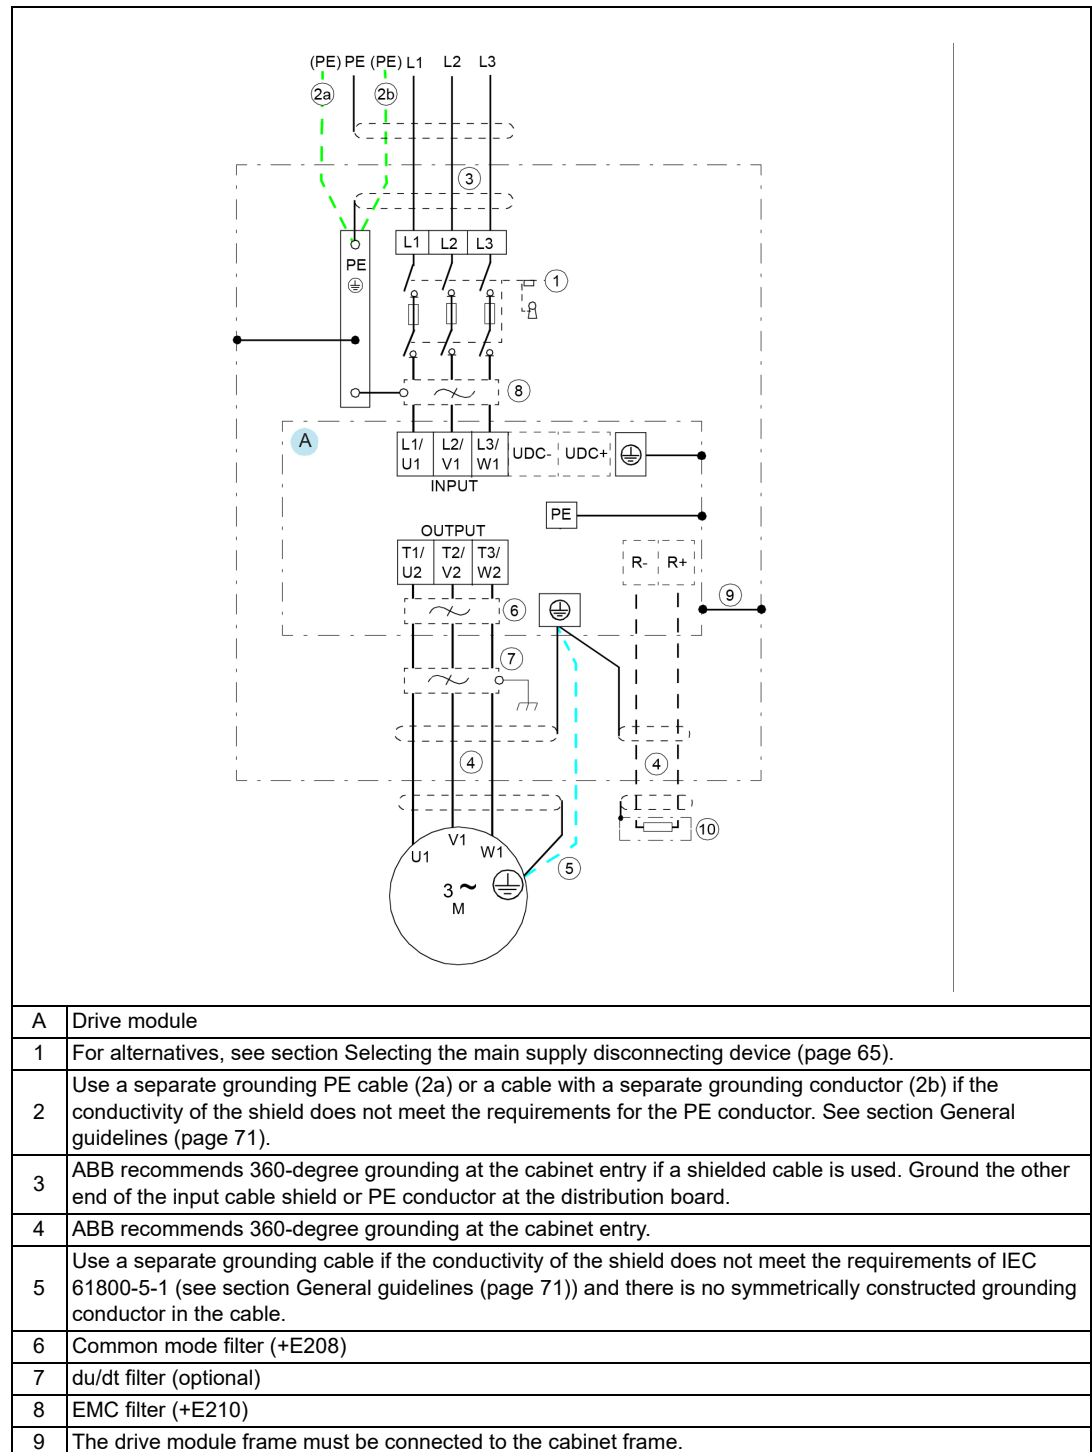 (PE) PE (PE) L1 L2 L3
2a 2b
3
L1 L2 L3
PE
1
8
A
L1/ L2/ L3/
U1 V1 W1 UDC- UDC+
INPUT
PE
OUTPUT
T1/ T2/ T3/
U2 V2 W2
R- R+
9
6
7
4 4
10
U1 V1 W1
5
3 ~
M
A Drive module
1 For alternatives, see section Selecting the main supply disconnecting device (page 65).
2 Use a separate grounding PE cable (2a) or a cable with a separate grounding conductor (2b) if the
conductivity of the shield does not meet the requirements for the PE conductor. See section General
guidelines (page 71).
3 ABB recommends 360-degree grounding at the cabinet entry if a shielded cable is used. Ground the other
end of the input cable shield or PE conductor at the distribution board.
4 ABB recommends 360-degree grounding at the cabinet entry.
5 Use a separate grounding cable if the conductivity of the shield does not meet the requirements of IEC
61800-5-1 (see section General guidelines (page 71)) and there is no symmetrically constructed grounding
conductor in the cable.
6 Common mode filter (+E208)
7 du/dt filter (optional)
8 EMC filter (+E210)
9 The drive module frame must be connected to the cabinet frame.